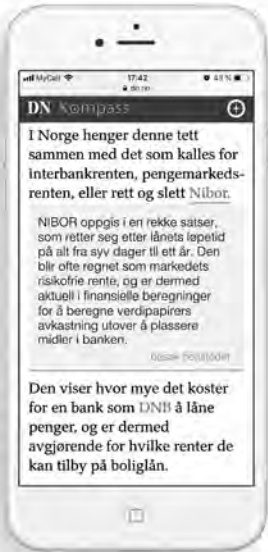 MyCall 17:42 43 %
dn.no
DN Kompass
I Norge henger denne tett
sammen med det som kalles for
interbankrenten, pengemarkeds-
renten, eller rett og slett Nibor.
NIBOR oppgis i en rekke satser,
som retter seg etter lånets løpetid
på alt fra syv dager til ett år. Den
blir ofte regnet som markedets
risikofrie rente, og er dermed
aktuell i finansielle beregninger
for å beregne verdipapirers
avkastning utover å plassere
midler i banken.
Den viser hvor mye det koster
for en bank som DNB å låne
penger, og er dermed
avgjørende for hvilke renter de
kan tilby på boliglån.